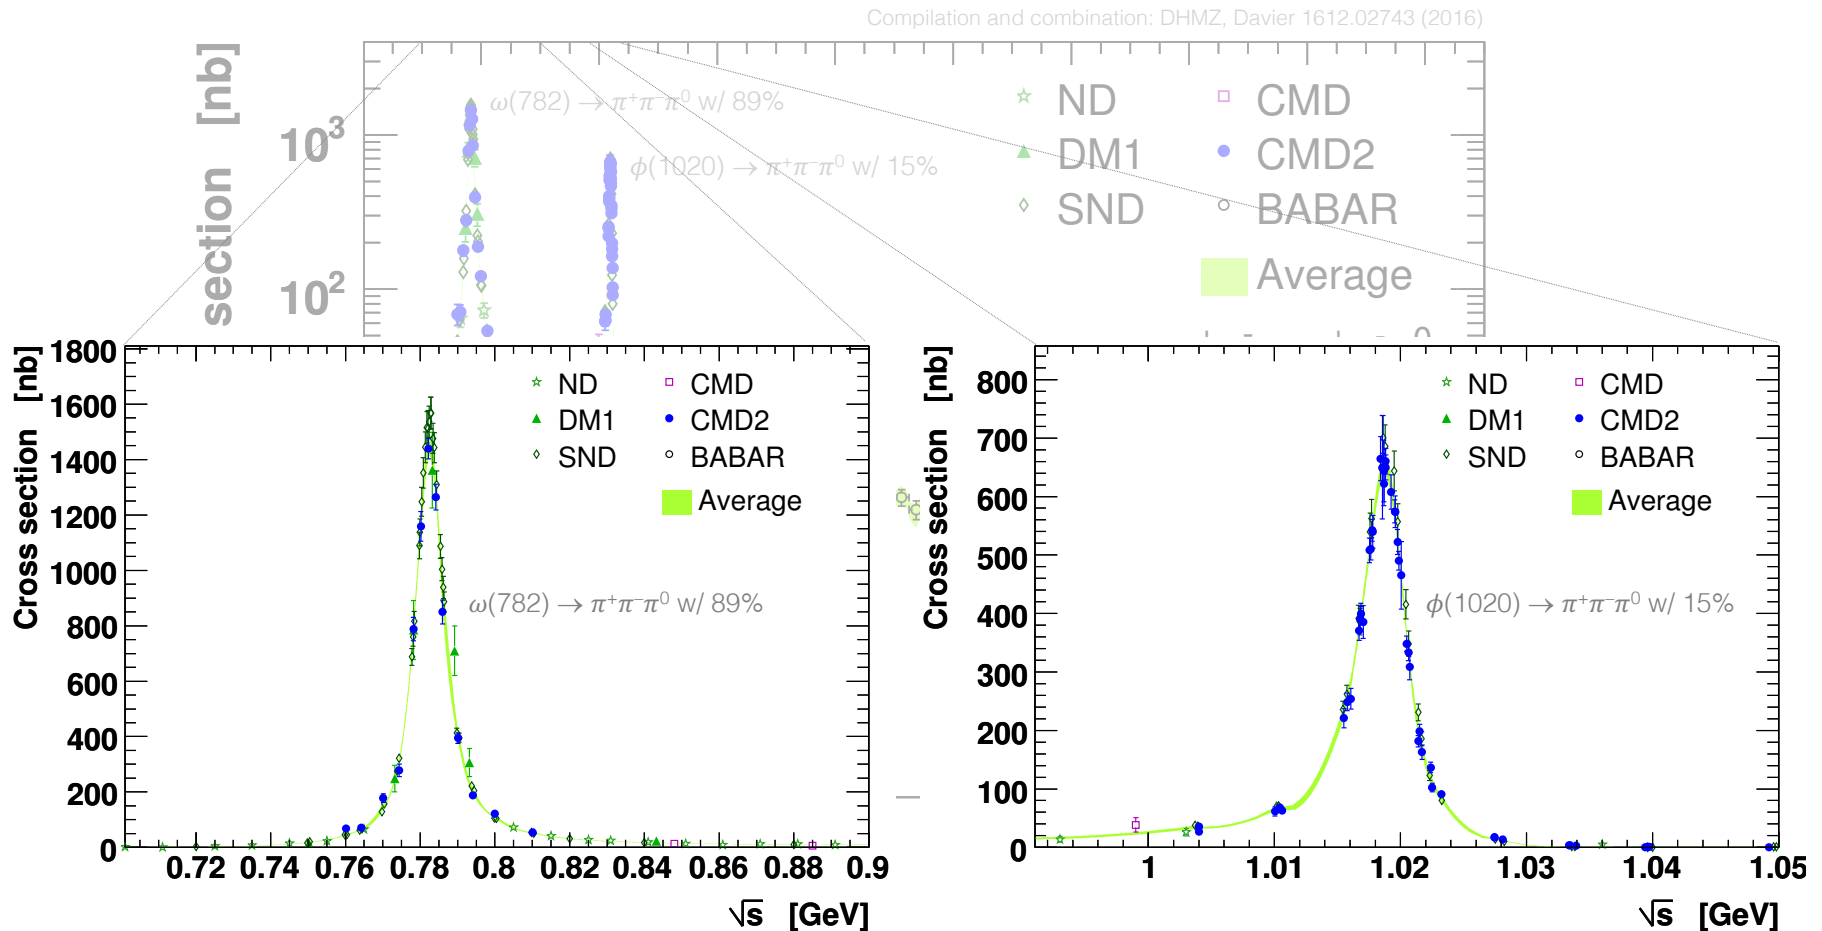 Compilation and combination: DHMZ, Davier 1612.02743 (2016)
section [nb]
10³
10²
ω(782) → π⁺π⁻π⁰ w/ 89%
ϕ(1020) → π⁺π⁻π⁰ w/ 15%
ND CMD
DM1 CMD2
SND BABAR
Average
Cross section [nb]
1800
1600
1400
1200
1000
800
600
400
200
0
ND CMD
DM1 CMD2
SND BABAR
Average
ω(782) → π⁺π⁻π⁰ w/ 89%
0.72 0.74 0.76 0.78 0.8 0.82 0.84 0.86 0.88 0.9
√s [GeV]
Cross section [nb]
800
700
600
500
400
300
200
100
0
ND CMD
DM1 CMD2
SND BABAR
Average
ϕ(1020) → π⁺π⁻π⁰ w/ 15%
1 1.01 1.02 1.03 1.04 1.05
√s [GeV]